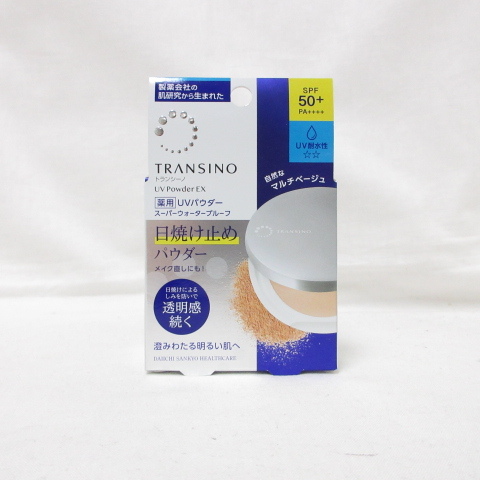 製薬会社の
肌研究から生まれた
SPF
50+
PA++++
UV耐水性
☆☆
TRANSINO
トランシーノ
UV Powder EX
薬用 UVパウダー
スーパーウォータープルーフ
自然な
マルチベージュ
TRANSINO
日焼け止め
パウダー
メイク直しにも!
日焼けによる
しみを防いで
透明感
続く
澄みわたる明るい肌へ
DAIICHI SANKYO HEALTHCARE